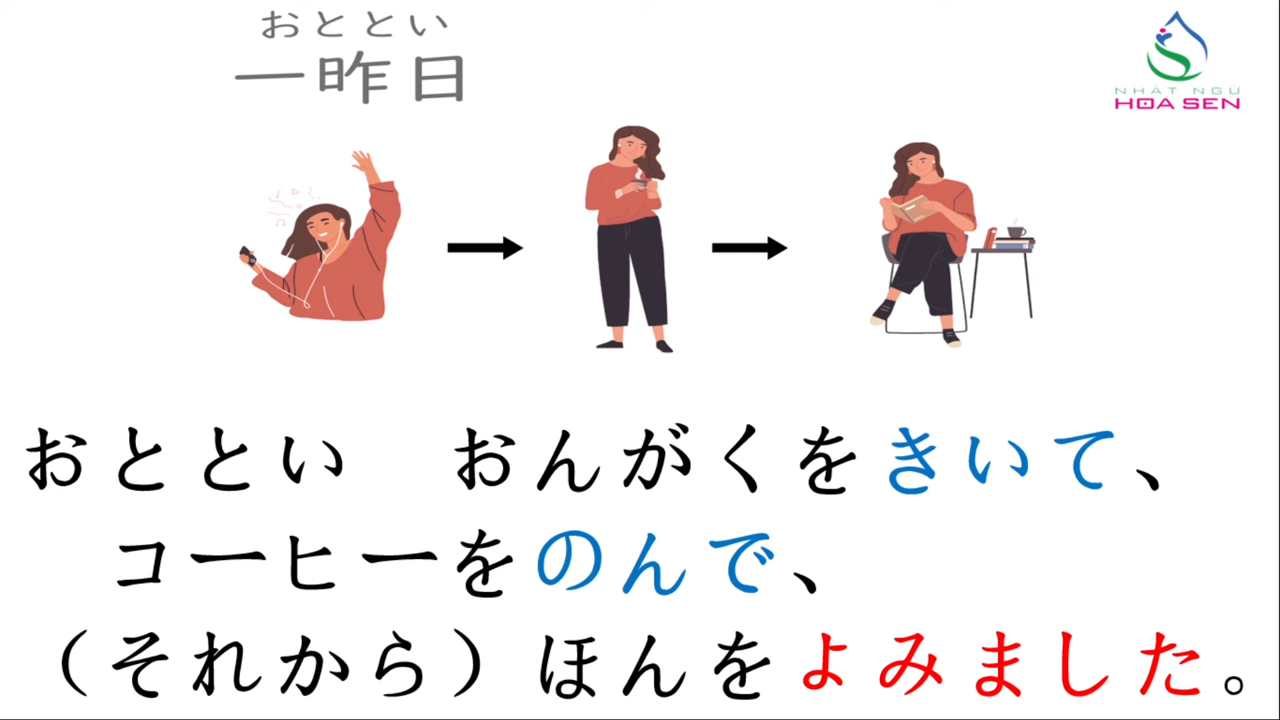 おととい
一昨日
NHẬT NGỮ
HOA SEN
おととい　おんがくをきいて、
コーヒーをのんで、
（それから）ほんをよみました。